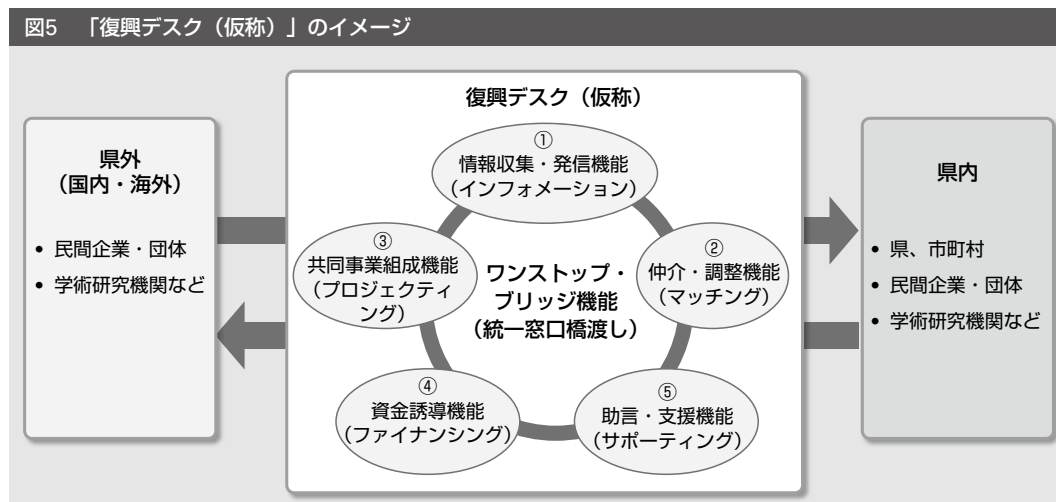 図5 「復興デスク（仮称）」のイメージ
県外
（国内・海外）
• 民間企業・団体
• 学術研究機関など
復興デスク（仮称）
①
情報収集・発信機能
（インフォメーション）
②
仲介・調整機能
（マッチング）
③
共同事業組成機能
（プロジェクティ
ング）
ワンストップ・
ブリッジ機能
（統一窓口橋渡し）
④
資金誘導機能
（ファイナンシング）
⑤
助言・支援機能
（サポーティング）
県内
• 県、市町村
• 民間企業・団体
• 学術研究機関など